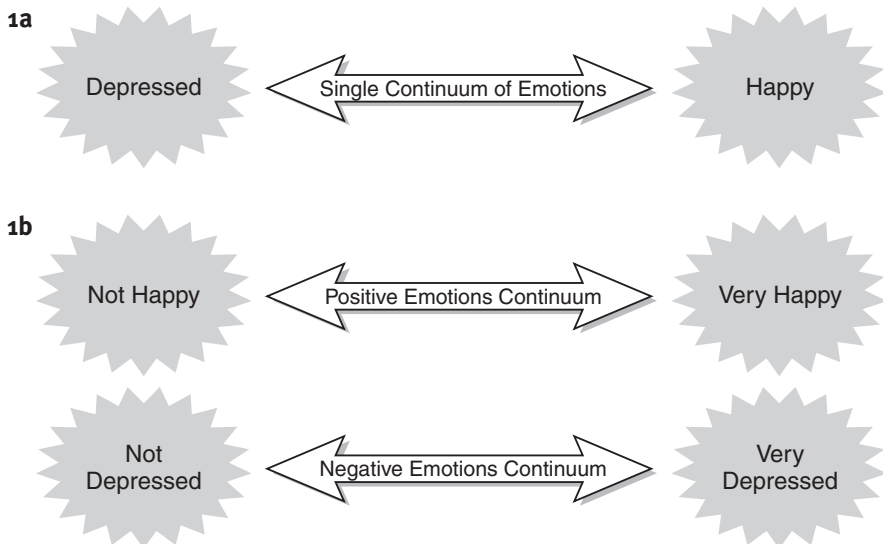 1a
Depressed
Single Continuum of Emotions
Happy
1b
Not Happy
Positive Emotions Continuum
Very Happy
Not
Depressed
Negative Emotions Continuum
Very
Depressed